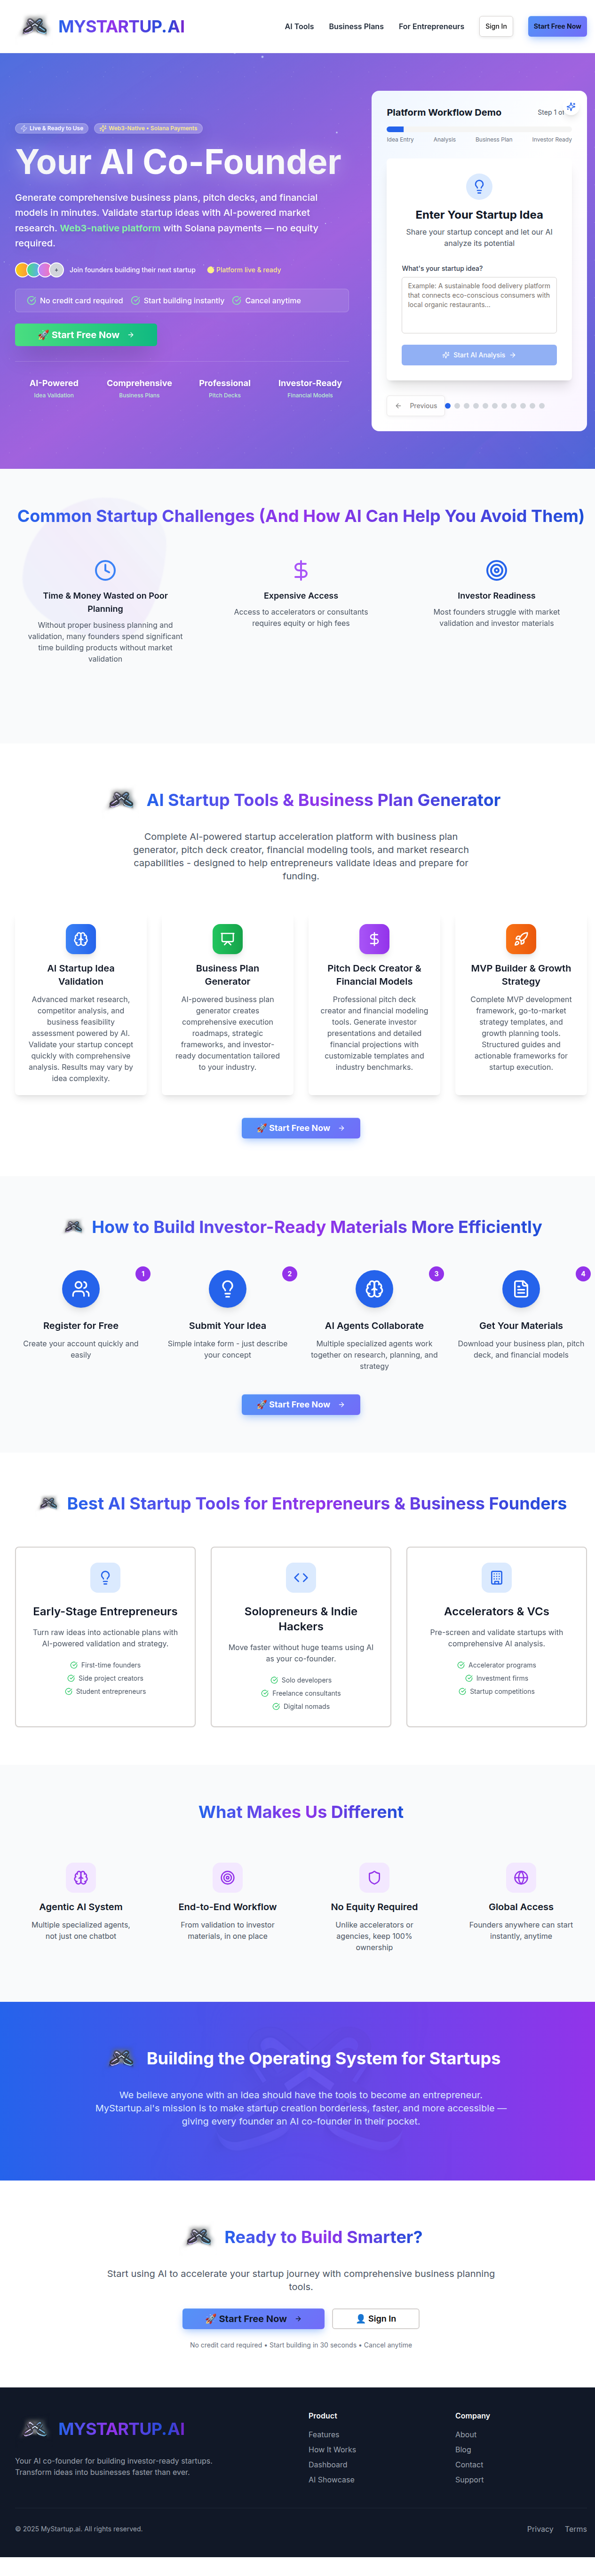 MYSTARTUP.AI
AI Tools
Business Plans
For Entrepreneurs
Sign In
Start Free Now
Live & Ready to Use
Web3-Native • Solana Payments
Your AI Co-Founder
Generate comprehensive business plans, pitch decks, and financial
models in minutes. Validate startup ideas with AI-powered market
research. Web3-native platform with Solana payments — no equity
required.
Join founders building their next startup
Platform live & ready
No credit card required
Start building instantly
Cancel anytime
🚀 Start Free Now →
AI-Powered
Idea Validation
Comprehensive
Business Plans
Professional
Pitch Decks
Investor-Ready
Financial Models
Platform Workflow Demo
Step 1 of
Idea Entry
Analysis
Business Plan
Investor Ready
Enter Your Startup Idea
Share your startup concept and let our AI
analyze its potential
What's your startup idea?
Example: A sustainable food delivery platform
that connects eco-conscious consumers with
local organic restaurants...
Start AI Analysis →
← Previous
Common Startup Challenges (And How AI Can Help You Avoid Them)
Time & Money Wasted on Poor
Planning
Without proper business planning and
validation, many founders spend significant
time building products without market
validation
Expensive Access
Access to accelerators or consultants
requires equity or high fees
Investor Readiness
Most founders struggle with market
validation and investor materials
AI Startup Tools & Business Plan Generator
Complete AI-powered startup acceleration platform with business plan
generator, pitch deck creator, financial modeling tools, and market research
capabilities - designed to help entrepreneurs validate ideas and prepare for
funding.
AI Startup Idea
Validation
Advanced market research,
competitor analysis, and
business feasibility
assessment powered by AI.
Validate your startup concept
quickly with comprehensive
analysis. Results may vary by
idea complexity.
Business Plan
Generator
AI-powered business plan
generator creates
comprehensive execution
roadmaps, strategic
frameworks, and investor-
ready documentation tailored
to your industry.
Pitch Deck Creator &
Financial Models
Professional pitch deck
creator and financial modeling
tools. Generate investor
presentations and detailed
financial projections with
customizable templates and
industry benchmarks.
MVP Builder & Growth
Strategy
Complete MVP development
framework, go-to-market
strategy templates, and
growth planning tools.
Structured guides and
actionable frameworks for
startup execution.
🚀 Start Free Now →
How to Build Investor-Ready Materials More Efficiently
1
Register for Free
Create your account quickly and
easily
2
Submit Your Idea
Simple intake form - just describe
your concept
3
AI Agents Collaborate
Multiple specialized agents work
together on research, planning, and
strategy
4
Get Your Materials
Download your business plan, pitch
deck, and financial models
🚀 Start Free Now →
Best AI Startup Tools for Entrepreneurs & Business Founders
Early-Stage Entrepreneurs
Turn raw ideas into actionable plans with
AI-powered validation and strategy.
First-time founders
Side project creators
Student entrepreneurs
Solopreneurs & Indie
Hackers
Move faster without huge teams using AI
as your co-founder.
Solo developers
Freelance consultants
Digital nomads
Accelerators & VCs
Pre-screen and validate startups with
comprehensive AI analysis.
Accelerator programs
Investment firms
Startup competitions
What Makes Us Different
Agentic AI System
Multiple specialized agents,
not just one chatbot
End-to-End Workflow
From validation to investor
materials, in one place
No Equity Required
Unlike accelerators or
agencies, keep 100%
ownership
Global Access
Founders anywhere can start
instantly, anytime
Building the Operating System for Startups
We believe anyone with an idea should have the tools to become an entrepreneur.
MyStartup.ai's mission is to make startup creation borderless, faster, and more accessible —
giving every founder an AI co-founder in their pocket.
Ready to Build Smarter?
Start using AI to accelerate your startup journey with comprehensive business planning
tools.
🚀 Start Free Now →
👤 Sign In
No credit card required • Start building in 30 seconds • Cancel anytime
MYSTARTUP.AI
Your AI co-founder for building investor-ready startups.
Transform ideas into businesses faster than ever.
Product
Features
How It Works
Dashboard
AI Showcase
Company
About
Blog
Contact
Support
© 2025 MyStartup.ai. All rights reserved.
Privacy
Terms